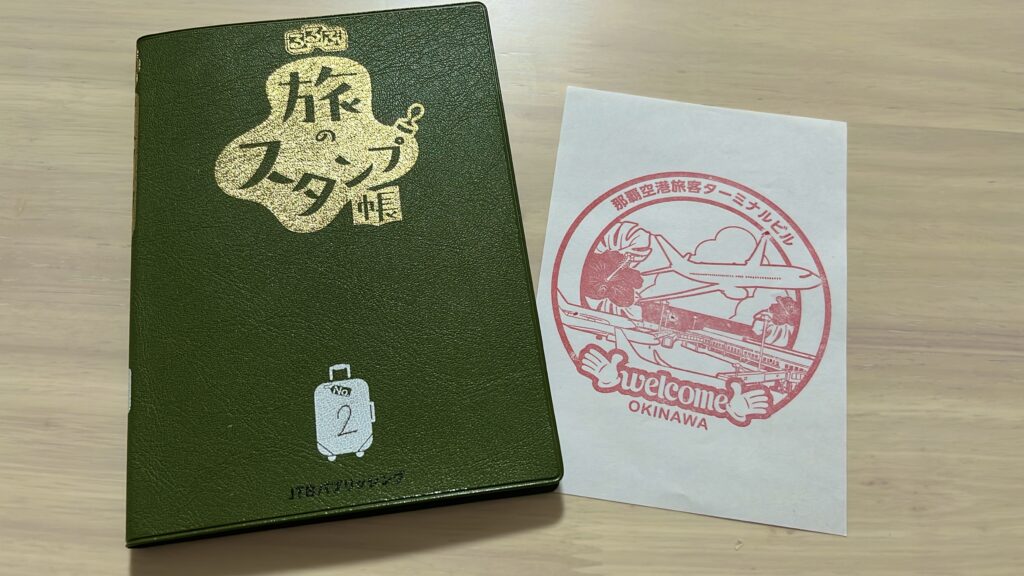 るるぶ
旅
の
スタンプ
帳
No.
2
JTBパブリッシング
那覇空港旅客ターミナルビル
welcome
OKINAWA